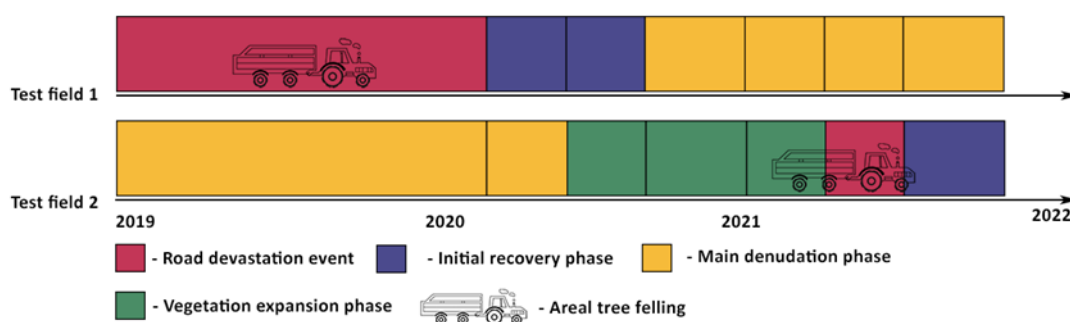 Test field 1
Test field 2
2019 2020 2021 2022
- Road devastation event - Initial recovery phase - Main denudation phase
- Vegetation expansion phase - Areal tree felling